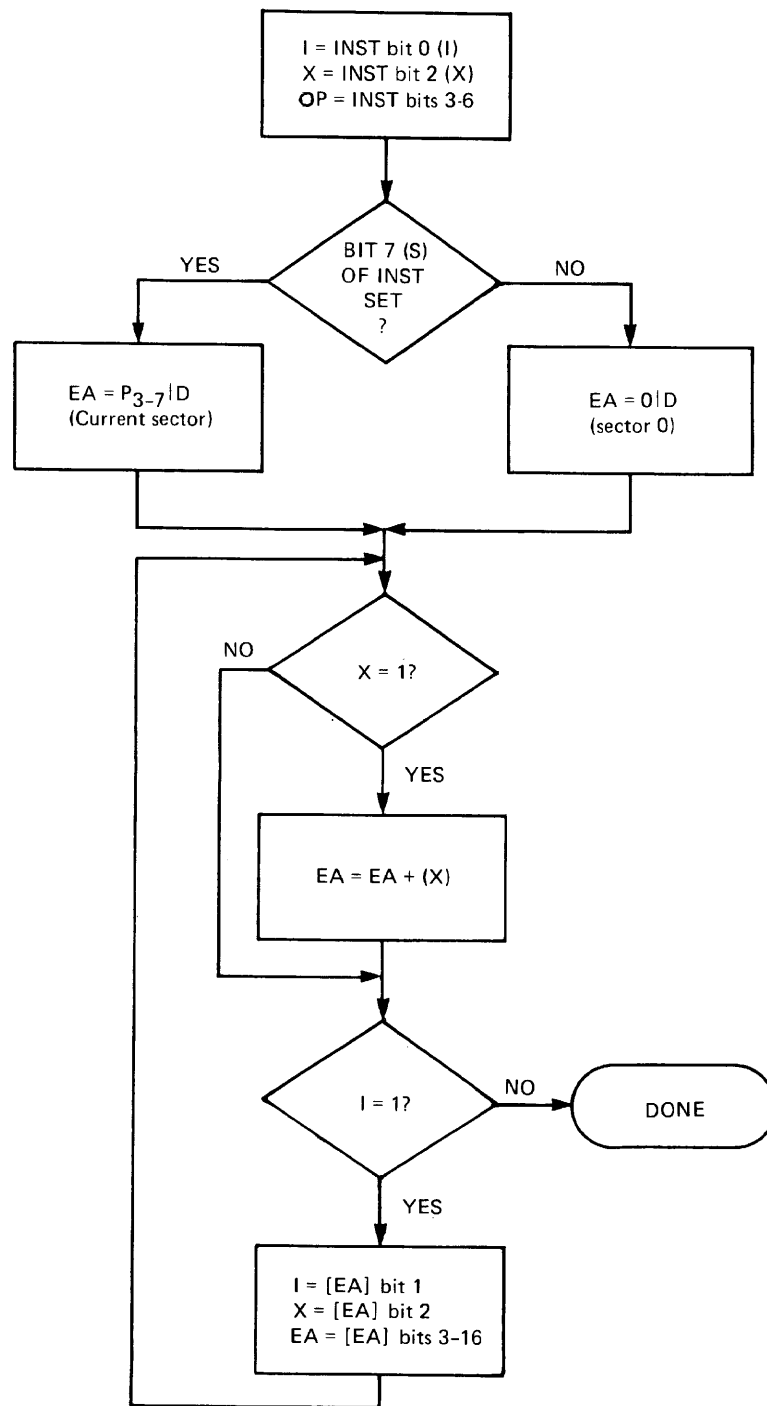 I = INST bit 0 (I)
X = INST bit 2 (X)
OP = INST bits 3-6
BIT 7 (S)
OF INST
SET
?
YES
NO
EA = P3-7|D
(Current sector)
EA = 0|D
(sector 0)
NO
X = 1?
YES
EA = EA + (X)
I = 1?
NO
DONE
YES
I = [EA] bit 1
X = [EA] bit 2
EA = [EA] bits 3-16